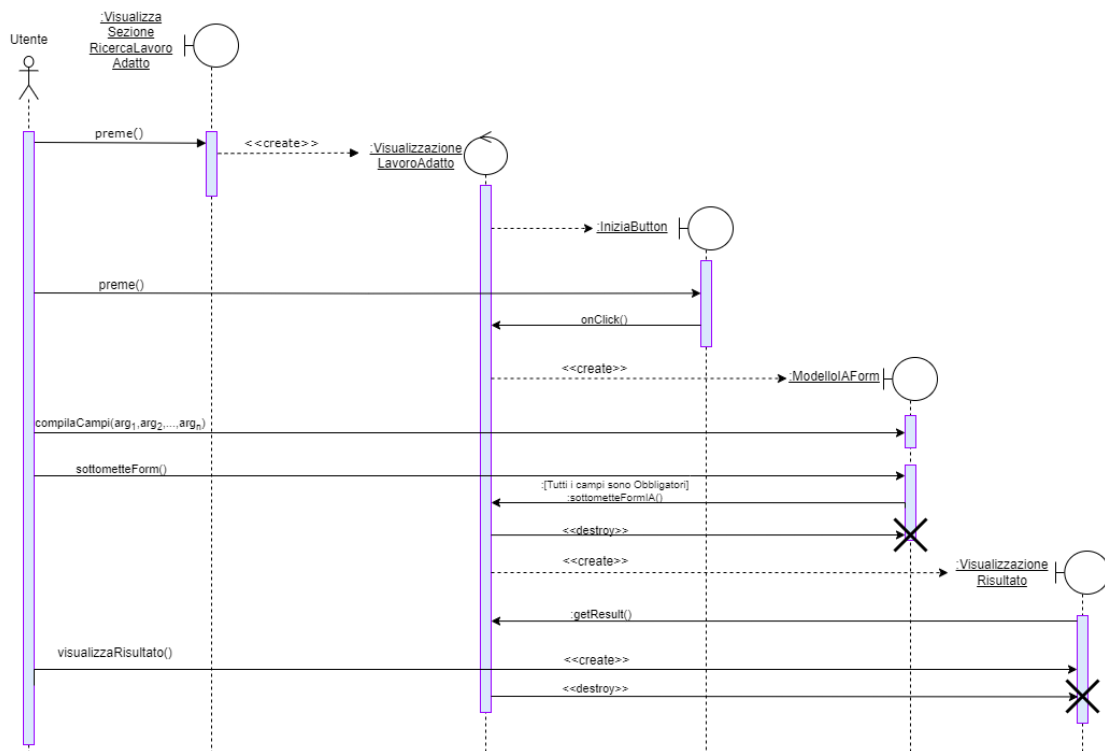 :Visualizza
Sezione
RicercaLavoro
Adatto
Utente
preme()
<<create>>
:Visualizzazione
LavoroAdatto
:IniziaButton
preme()
onClick()
<<create>>
:ModelloIAForm
compilaCampi(arg1,arg2,...,argn)
sottometteForm()
:[Tutti i campi sono Obbligatori]
:sottometteFormIA()
<<destroy>>
<<create>>
:Visualizzazione
Risultato
:getResult()
visualizzaRisultato()
<<create>>
<<destroy>>